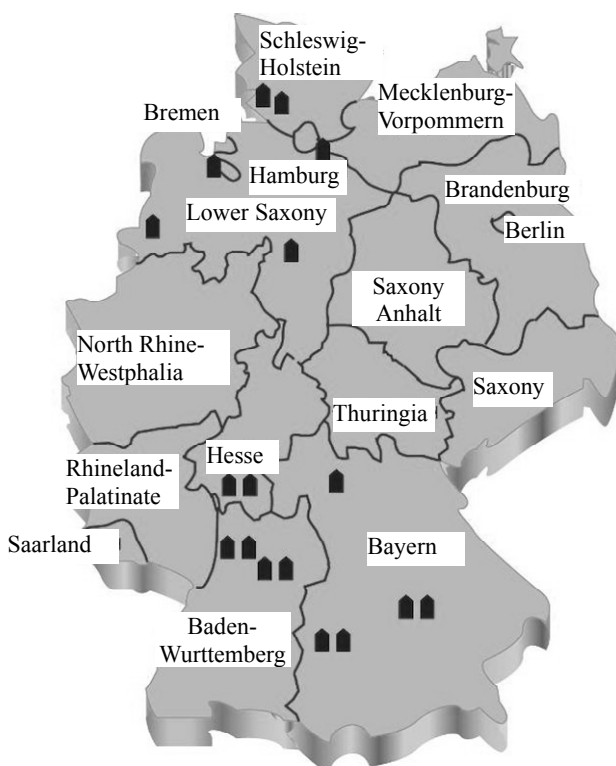 Schleswig-
Holstein
Mecklenburg-
Vorpommern
Bremen
Hamburg
Brandenburg
Lower Saxony
Berlin
Saxony
Anhalt
North Rhine-
Westphalia
Saxony
Thuringia
Hesse
Rhineland-
Palatinate
Saarland
Bayern
Baden-
Wurttemberg